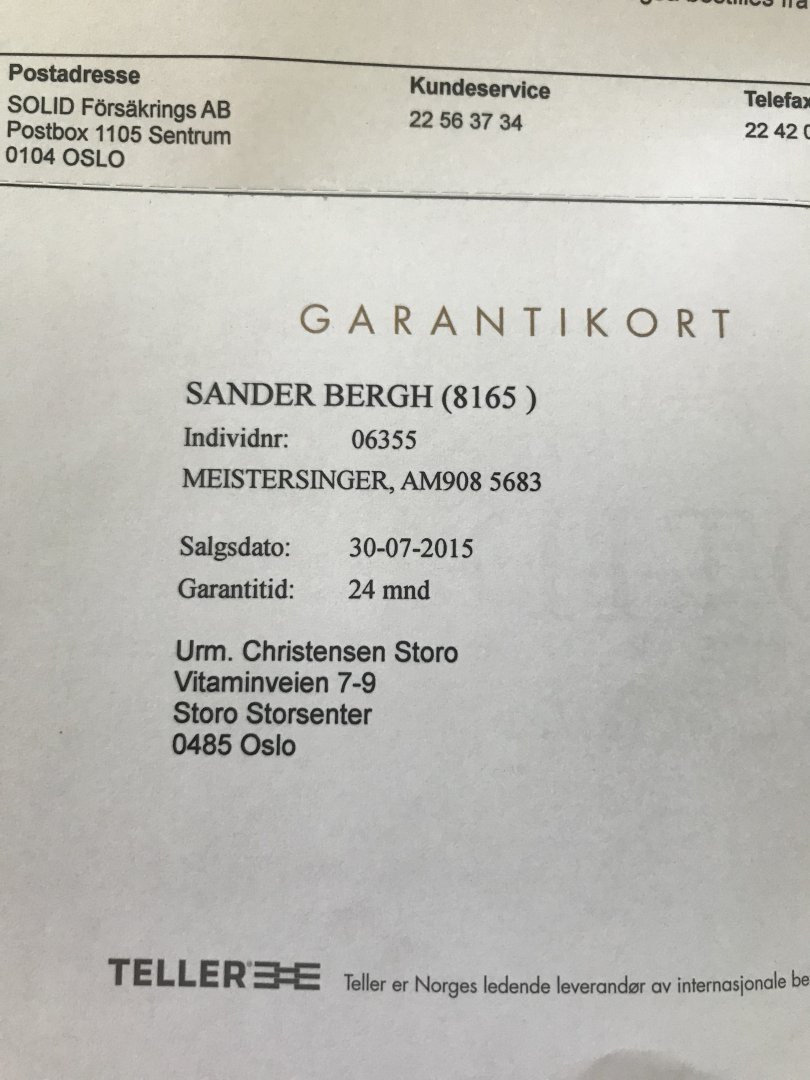 Postadresse
SOLID Försäkrings AB
Postbox 1105 Sentrum
0104 OSLO
Kundeservice
22 56 37 34
Telefax
22 42
GARANTIKORT
SANDER BERGH (8165 )
Individnr: 06355
MEISTERSINGER, AM908 5683
Salgsdato: 30-07-2015
Garantitid: 24 mnd
Urm. Christensen Storo
Vitaminveien 7-9
Storo Storsenter
0485 Oslo
TELLER
Teller er Norges ledende leverandør av internasjonale